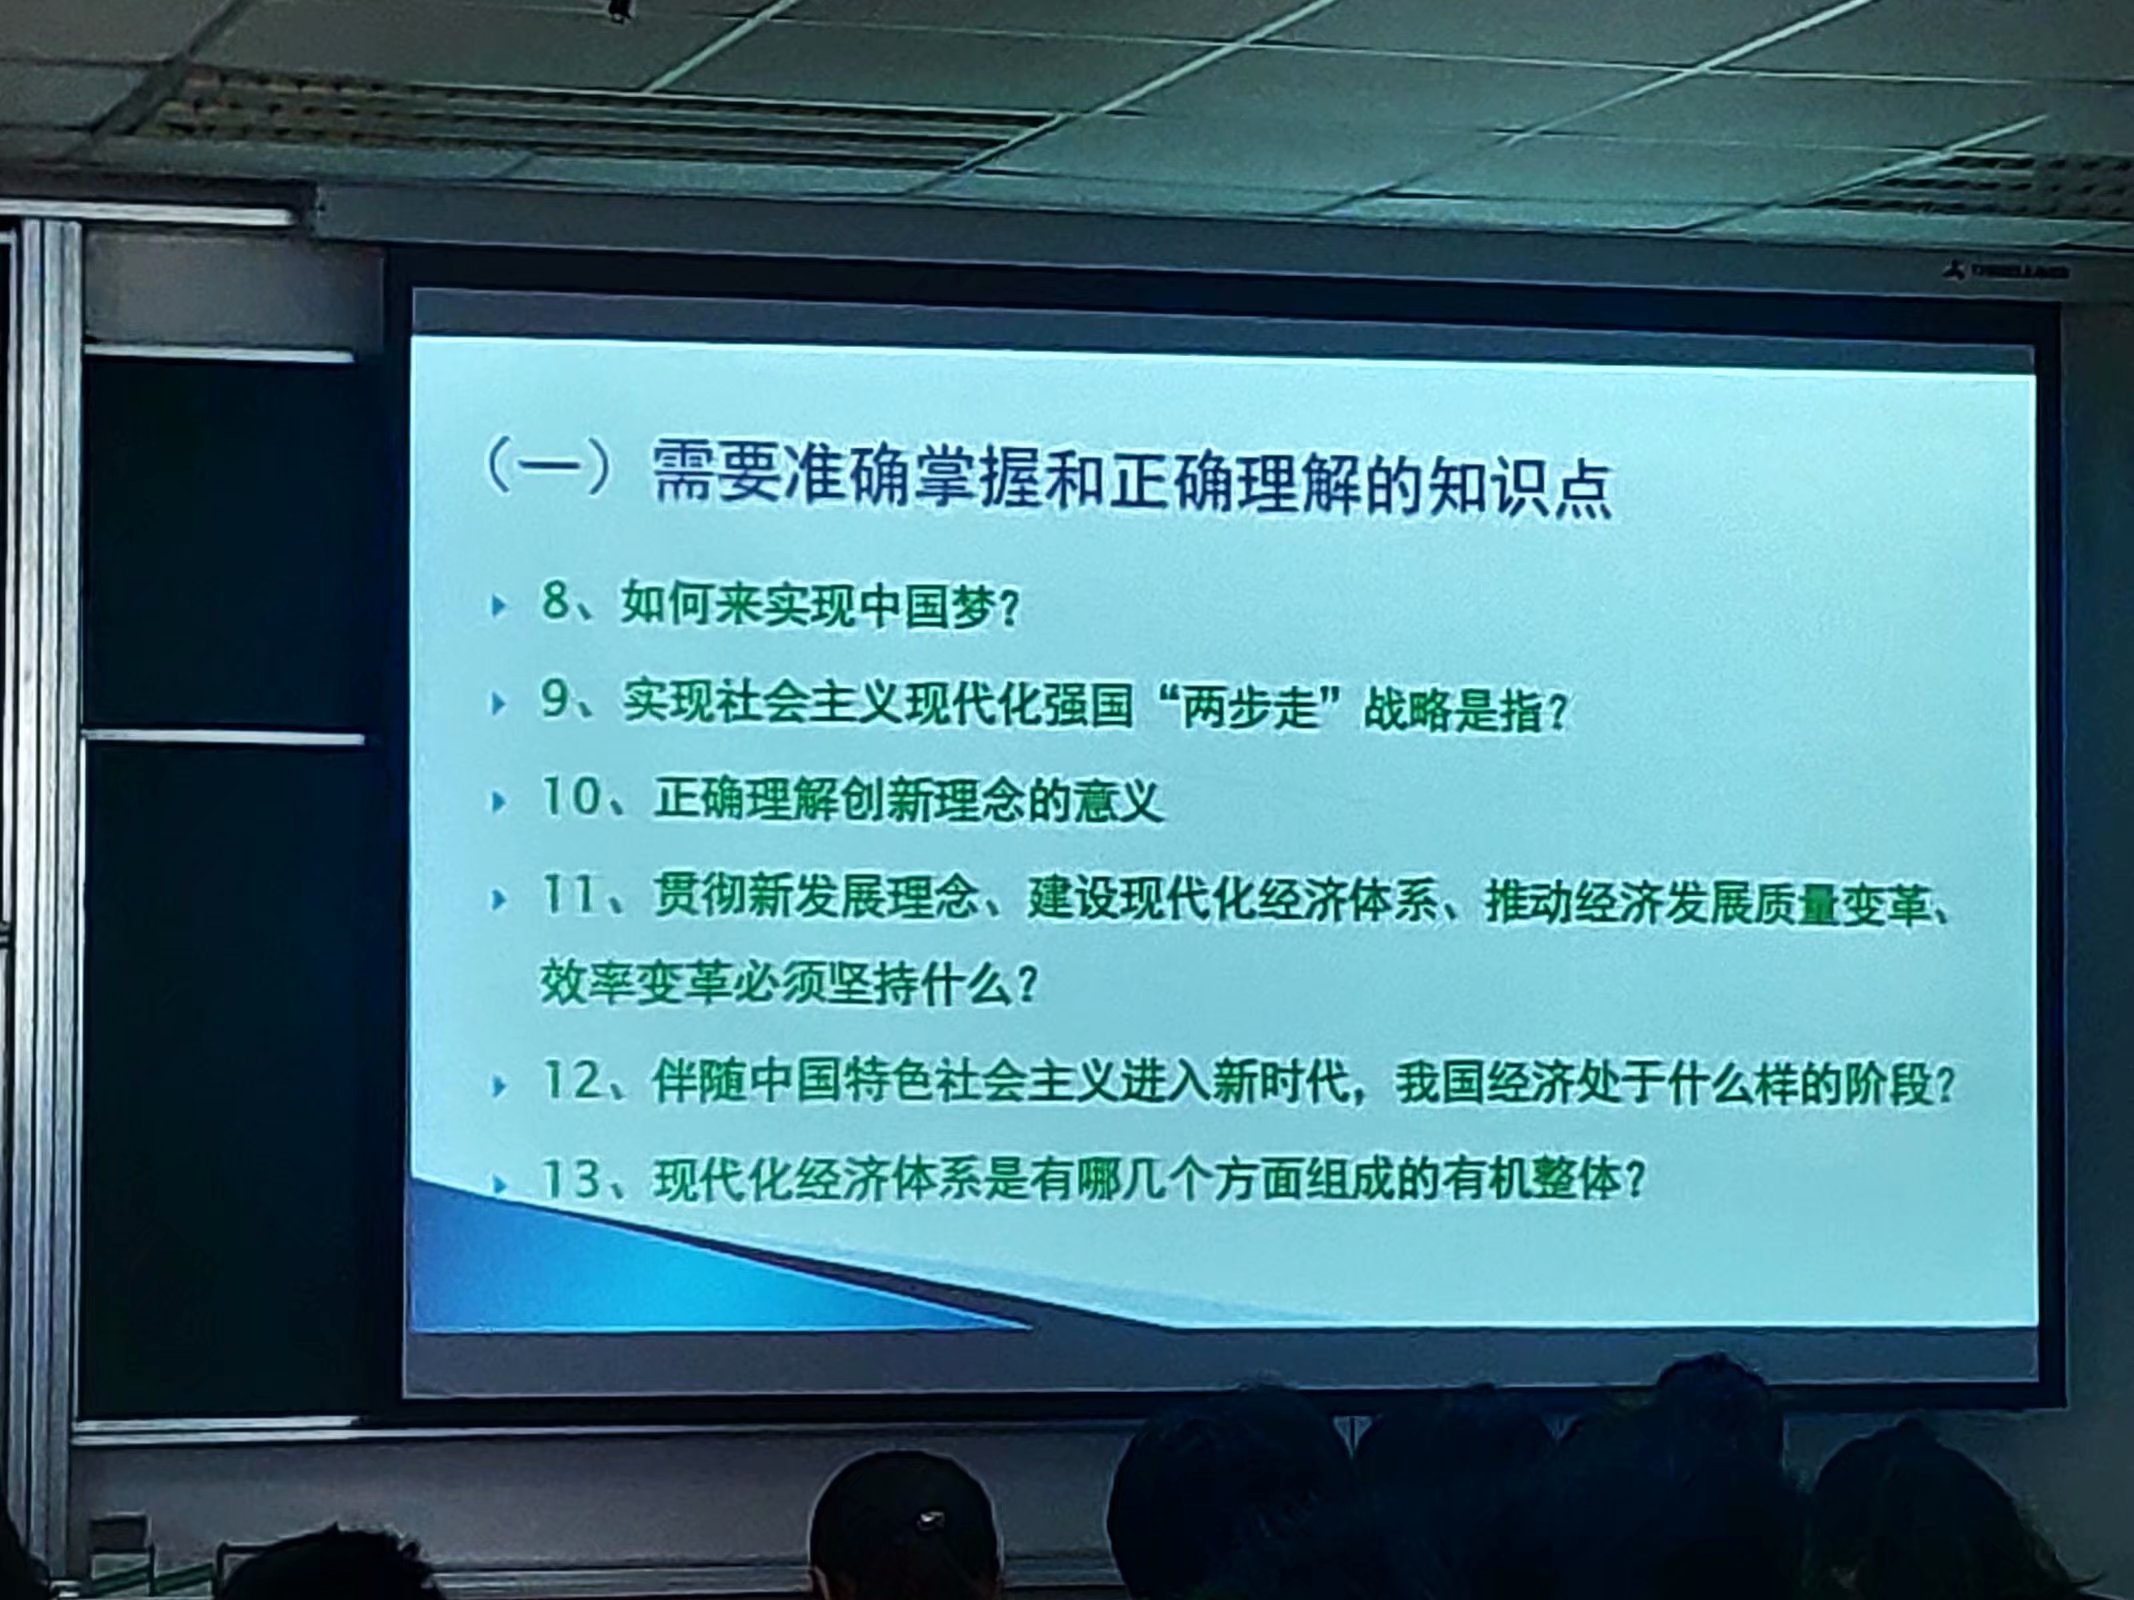 （一）需要准确掌握和正确理解的知识点
8、如何来实现中国梦？
9、实现社会主义现代化强国“两步走”战略是指？
10、正确理解创新理念的意义
11、贯彻新发展理念、建设现代化经济体系、推动经济发展质量变革、
效率变革必须坚持什么？
12、伴随中国特色社会主义进入新时代，我国经济处于什么样的阶段？
13、现代化经济体系是有哪几个方面组成的有机整体？